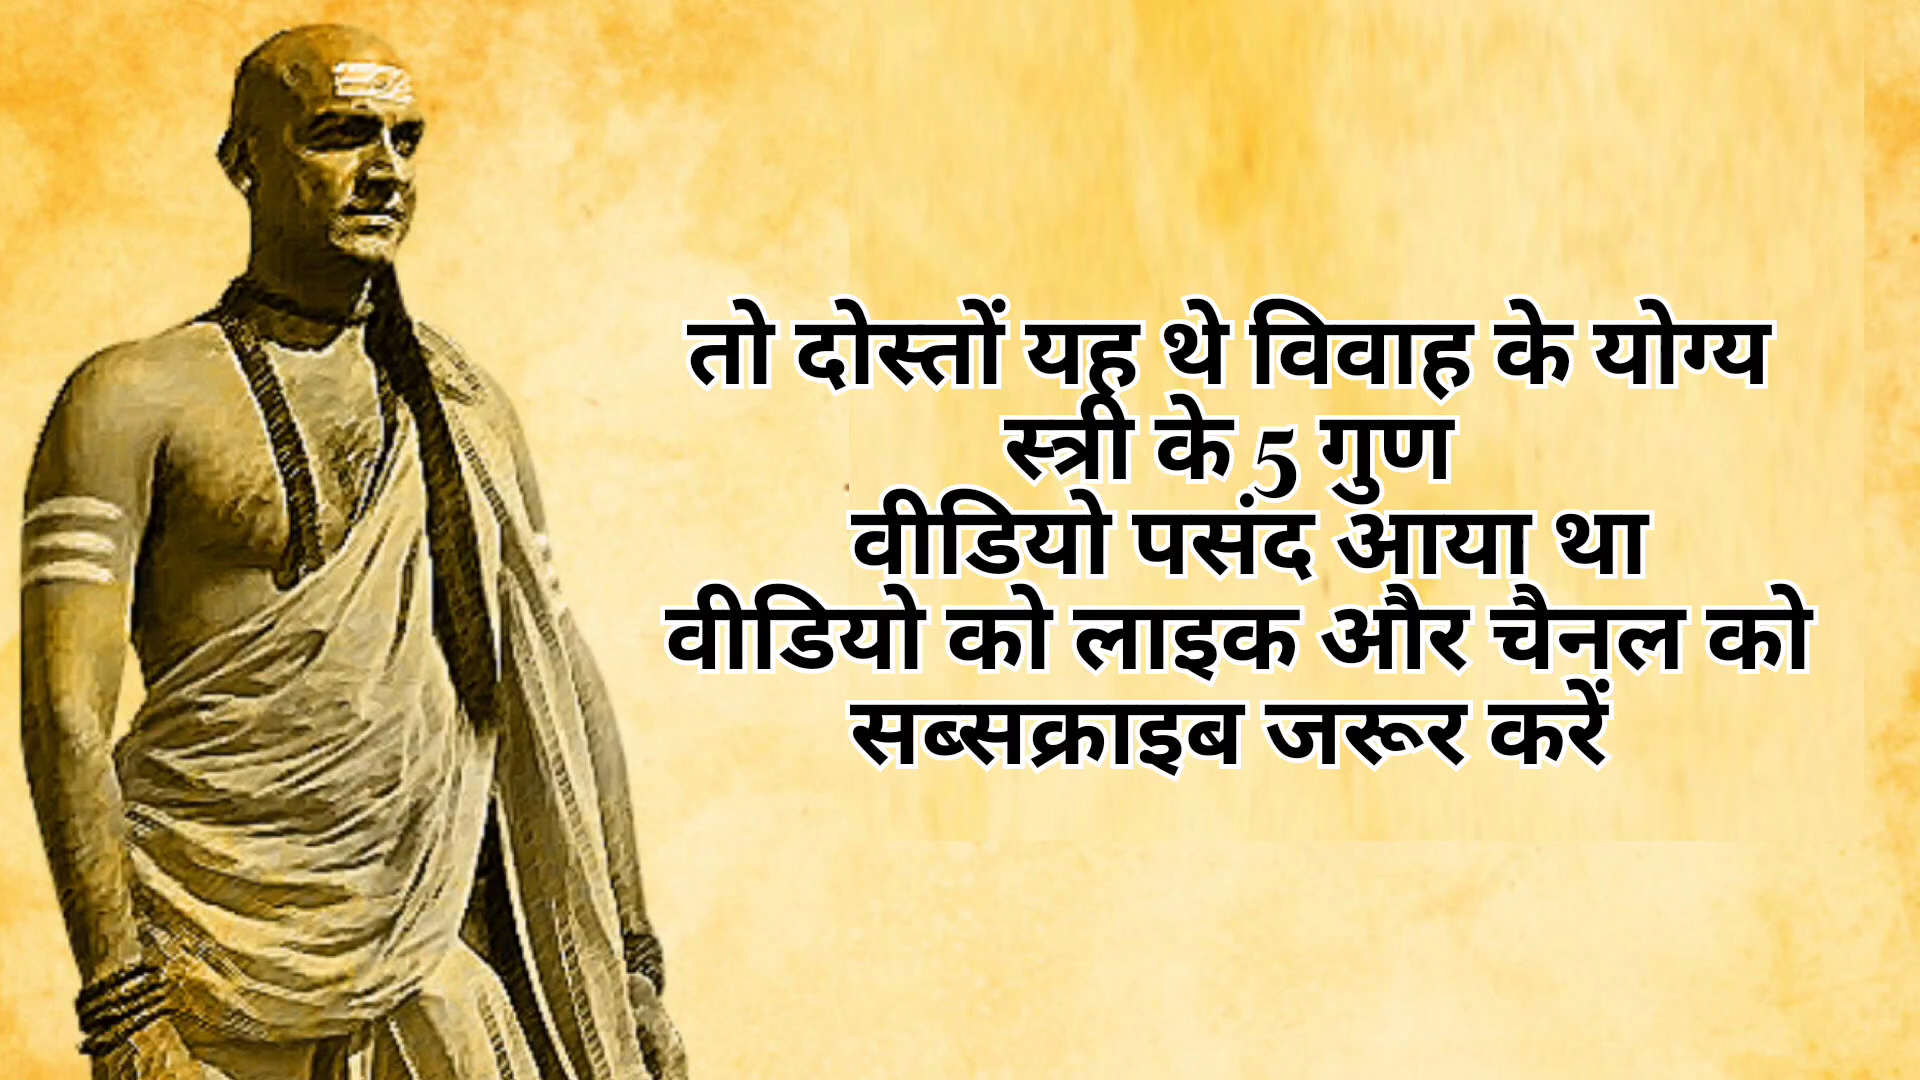 तो दोस्तों यह थे विवाह के योग्य
स्त्री के 5 गुण
वीडियो पसंद आया था
वीडियो को लाइक और चैनल को
सब्सक्राइब जरूर करें